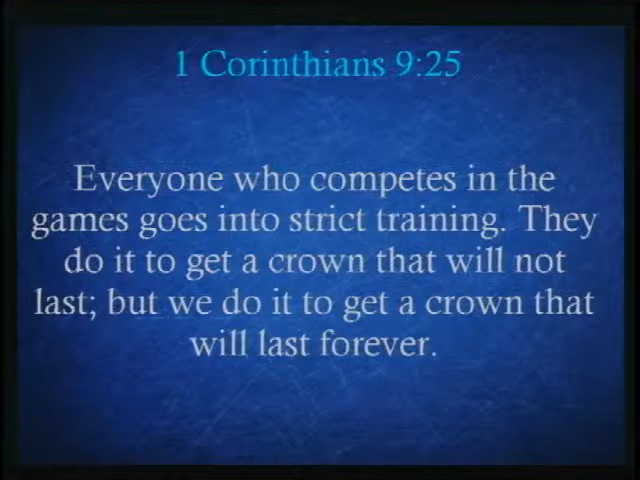 1 Corinthians 9:25
Everyone who competes in the
games goes into strict training. They
do it to get a crown that will not
last; but we do it to get a crown that
will last forever.